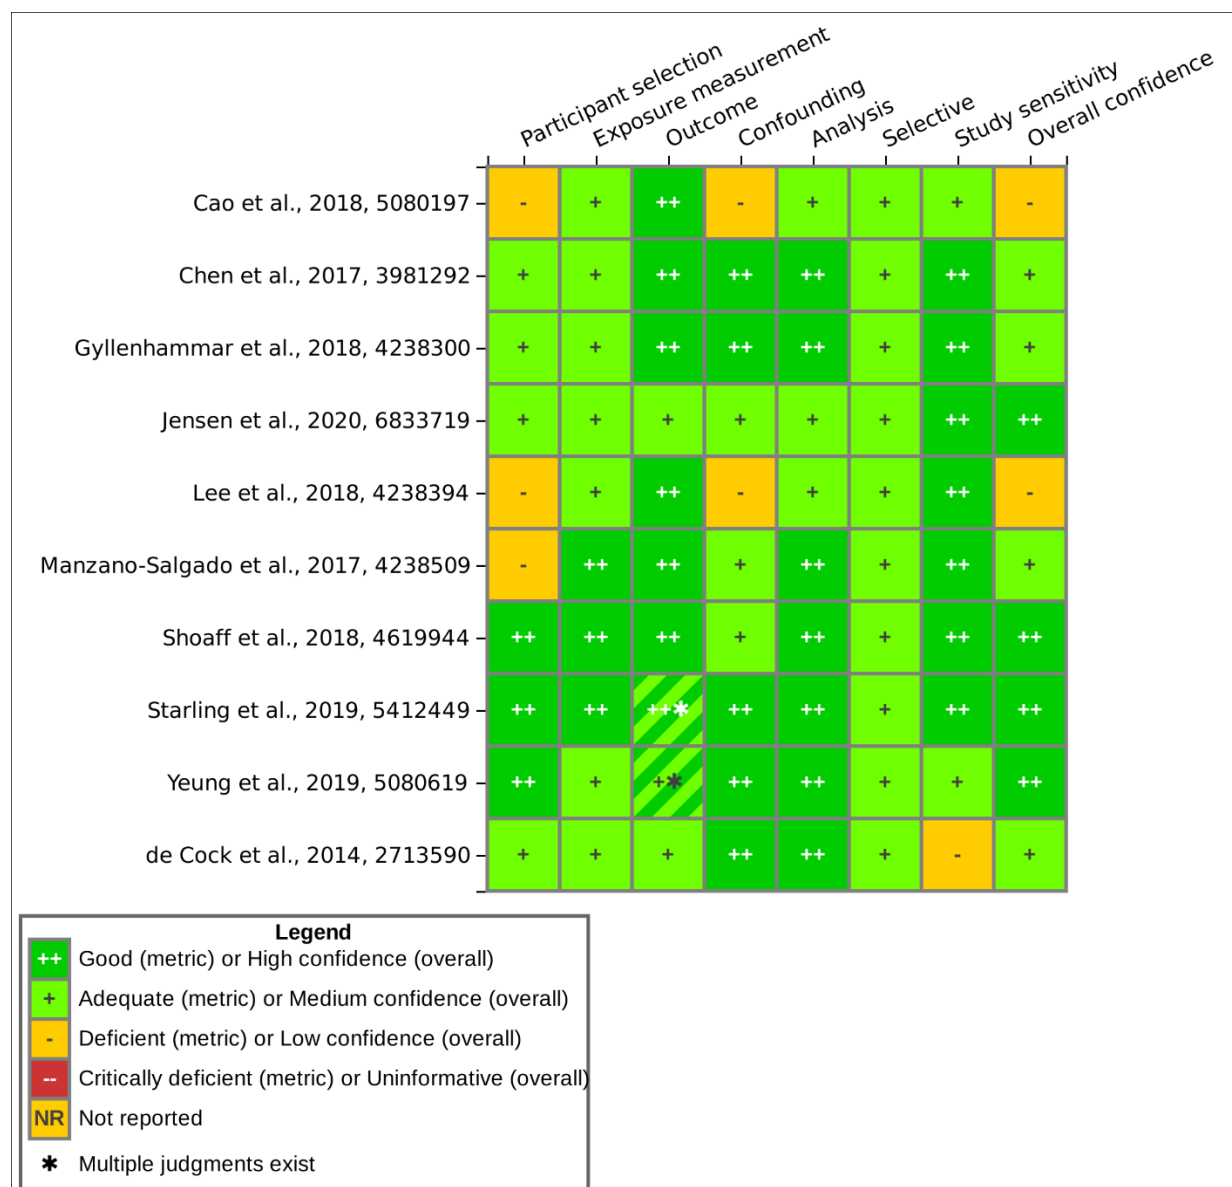 Participant selection
Exposure measurement
Outcome
Confounding
Analysis
Selective
Study sensitivity
Overall confidence
Cao et al., 2018, 5080197 - + ++ - + + + -
Chen et al., 2017, 3981292 + + ++ ++ ++ + ++ +
Gyllenhammar et al., 2018, 4238300 + + ++ ++ ++ + ++ +
Jensen et al., 2020, 6833719 + + + + + + ++ ++
Lee et al., 2018, 4238394 - + ++ - + + ++ -
Manzano-Salgado et al., 2017, 4238509 - ++ ++ + ++ + ++ +
Shoaff et al., 2018, 4619944 ++ ++ ++ + ++ + ++ ++
Starling et al., 2019, 5412449 ++ ++ ++✱ ++ ++ + ++ ++
Yeung et al., 2019, 5080619 ++ + +✱ ++ ++ + + ++
de Cock et al., 2014, 2713590 + + + ++ ++ + - +
Legend
++ Good (metric) or High confidence (overall)
+ Adequate (metric) or Medium confidence (overall)
- Deficient (metric) or Low confidence (overall)
-- Critically deficient (metric) or Uninformative (overall)
NR Not reported
✱ Multiple judgments exist